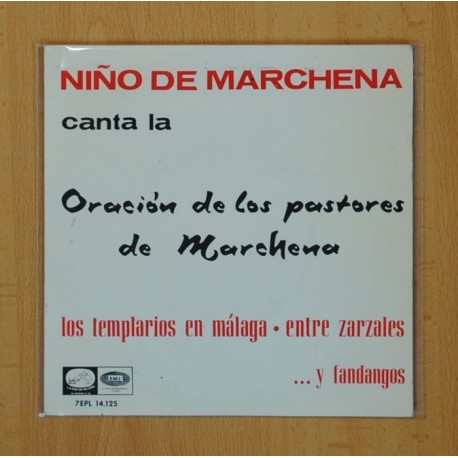 NIÑO DE MARCHENA
canta la
Oración de los pastores
de Marchena
los templarios en málaga • entre zarzales
...y fandangos
EMI
7EPL 14.125